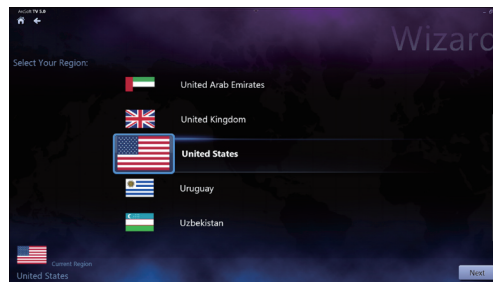 ArcSoft TV 5.0
Wizard
Select Your Region:
United Arab Emirates
United Kingdom
United States
Uruguay
Uzbekistan
Current Region
United States
Next